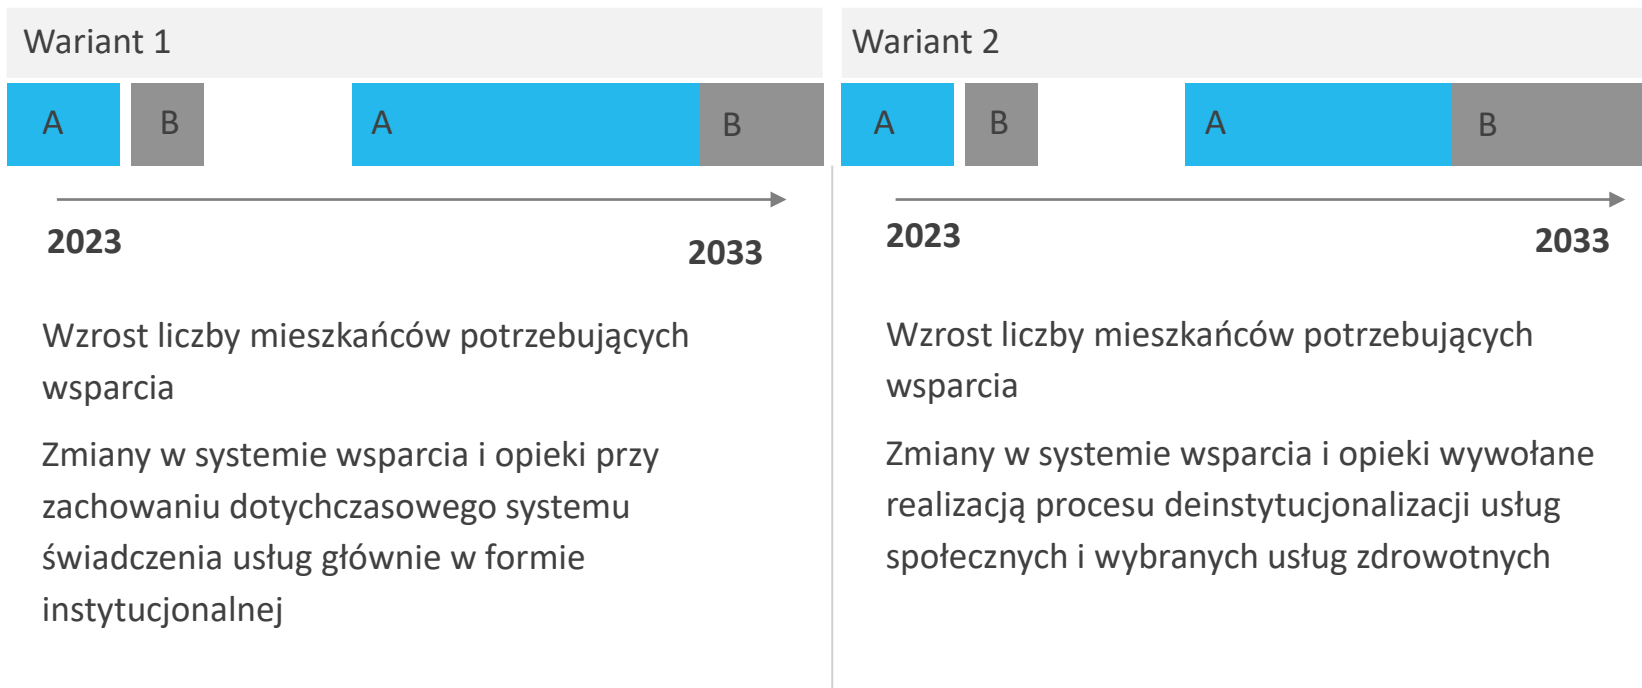 Wariant 1
A
B
A
B
2023
2033
Wzrost liczby mieszkańców potrzebujących
wsparcia
Zmiany w systemie wsparcia i opieki przy
zachowaniu dotychczasowego systemu
świadczenia usług głównie w formie
instytucjonalnej
Wariant 2
A
B
A
B
2023
2033
Wzrost liczby mieszkańców potrzebujących
wsparcia
Zmiany w systemie wsparcia i opieki wywołane
realizacją procesu deinstytucjonalizacji usług
społecznych i wybranych usług zdrowotnych